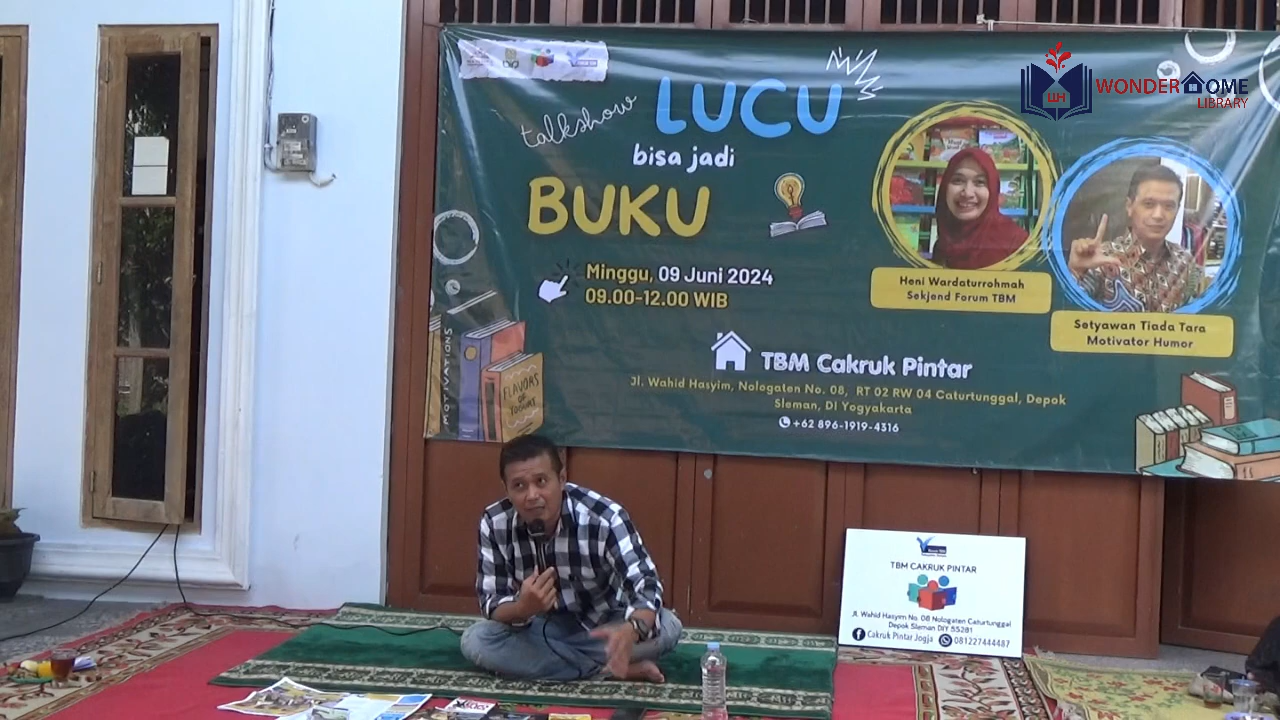 WONDER HOME
LIBRARY
talkshow
LUCU
bisa jadi
BUKU
Minggu, 09 Juni 2024
09.00-12.00 WIB
Heni Wardaturrohmah
Sekjend Forum TBM
Setyawan Tiada Tara
Motivator Humor
TBM Cakruk Pintar
Jl. Wahid Hasyim, Nologaten No. 08, RT 02 RW 04 Caturtunggal, Depok
Sleman, DI Yogyakarta
+62 896-1919-4316
MOTIVATIONS
FLAVORS
OF
YOGURT
TBM CAKRUK PINTAR
Jl. Wahid Hasyim No. 08 Nologaten Caturtunggal
Depok Sleman DIY 55281
Cakruk Pintar Jogja 081227444487